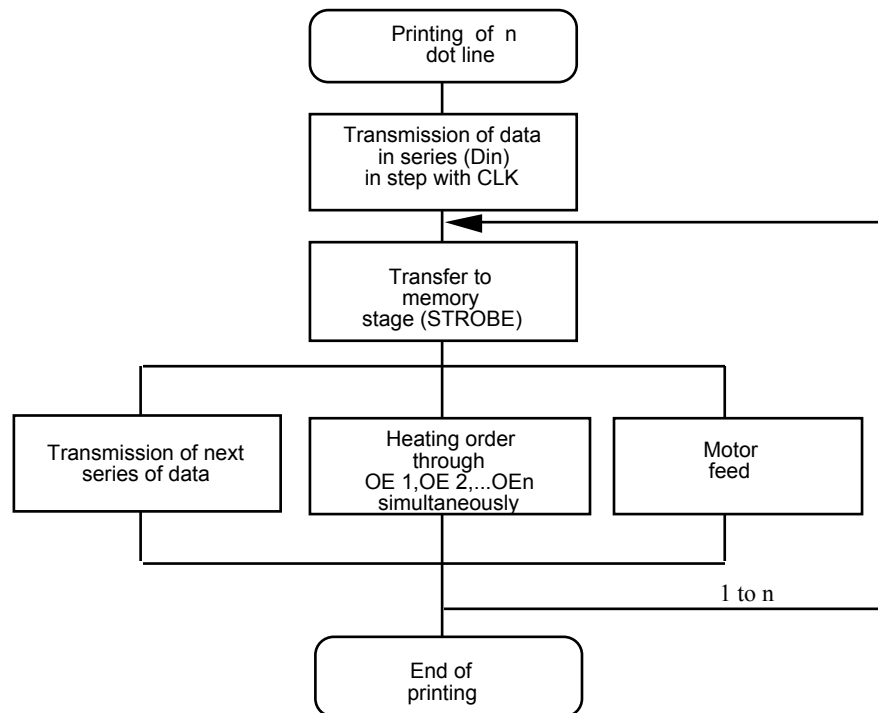 Printing of n
dot line
Transmission of data
in series (Din)
in step with CLK
Transfer to
memory
stage (STROBE)
Transmission of next
series of data
Heating order
through
OE 1,OE 2,...OEn
simultaneously
Motor
feed
1 to n
End of
printing